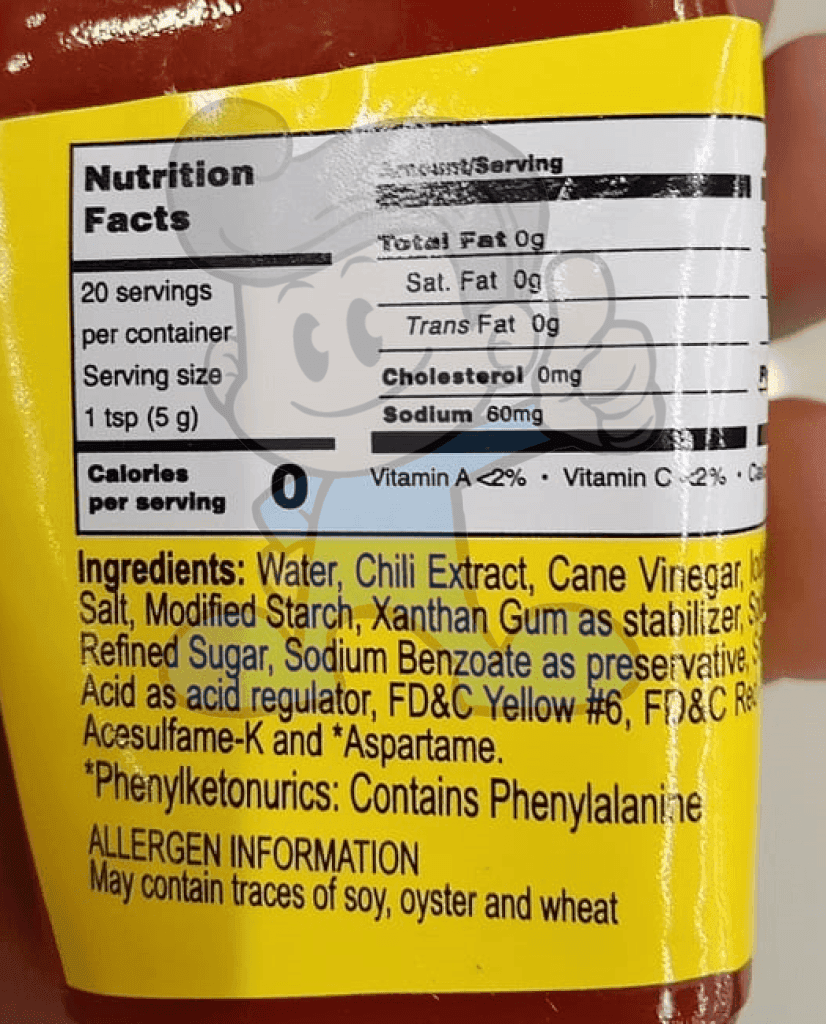 Nutrition
Facts
20 servings
per container
Serving size
1 tsp (5 g)
Calories
per serving 0
Amount/Serving
Total Fat 0g
Sat. Fat 0g
Trans Fat 0g
Cholesterol 0mg
Sodium 60mg
Vitamin A <2% • Vitamin C <2% •
Ingredients: Water, Chili Extract, Cane Vinegar,
Salt, Modified Starch, Xanthan Gum as stabilizer,
Refined Sugar, Sodium Benzoate as preservative,
Acid as acid regulator, FD&C Yellow #6, FD&C
Acesulfame-K and *Aspartame.
*Phenylketonurics: Contains Phenylalanine
ALLERGEN INFORMATION
May contain traces of soy, oyster and wheat